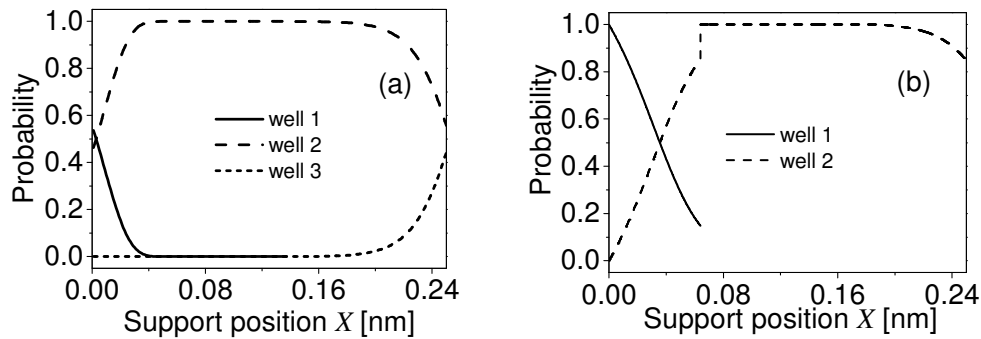 (a)
Probability
1.0
0.8
0.6
0.4
0.2
0.0
well 1
well 2
well 3
0.00 0.08 0.16 0.24
Support position X [nm]
(b)
Probability
1.0
0.8
0.6
0.4
0.2
0.0
well 1
well 2
0.00 0.08 0.16 0.24
Support position X [nm]